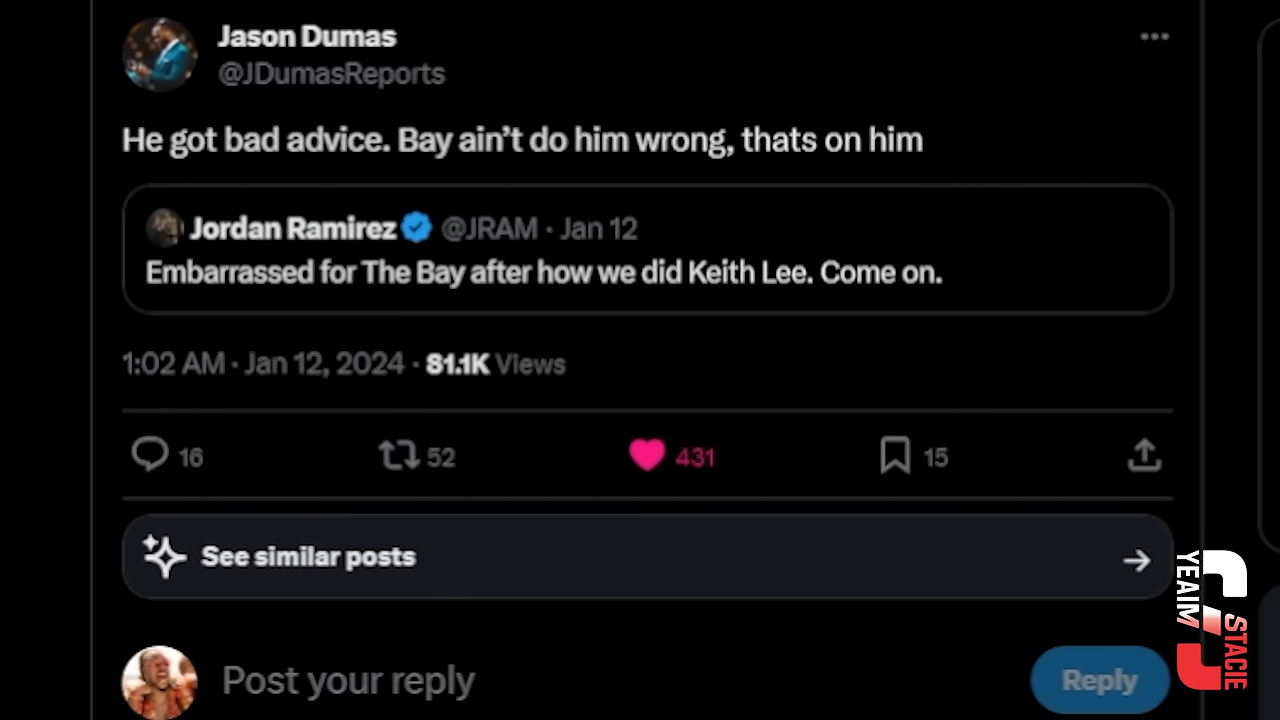 Jason Dumas
@JDumasReports
He got bad advice. Bay ain't do him wrong, thats on him
Jordan Ramirez @JRAM · Jan 12
Embarrassed for The Bay after how we did Keith Lee. Come on.
1:02 AM · Jan 12, 2024 · 81.1K Views
16 52 431 15
See similar posts
Post your reply
Reply
YEAIM
STACIE